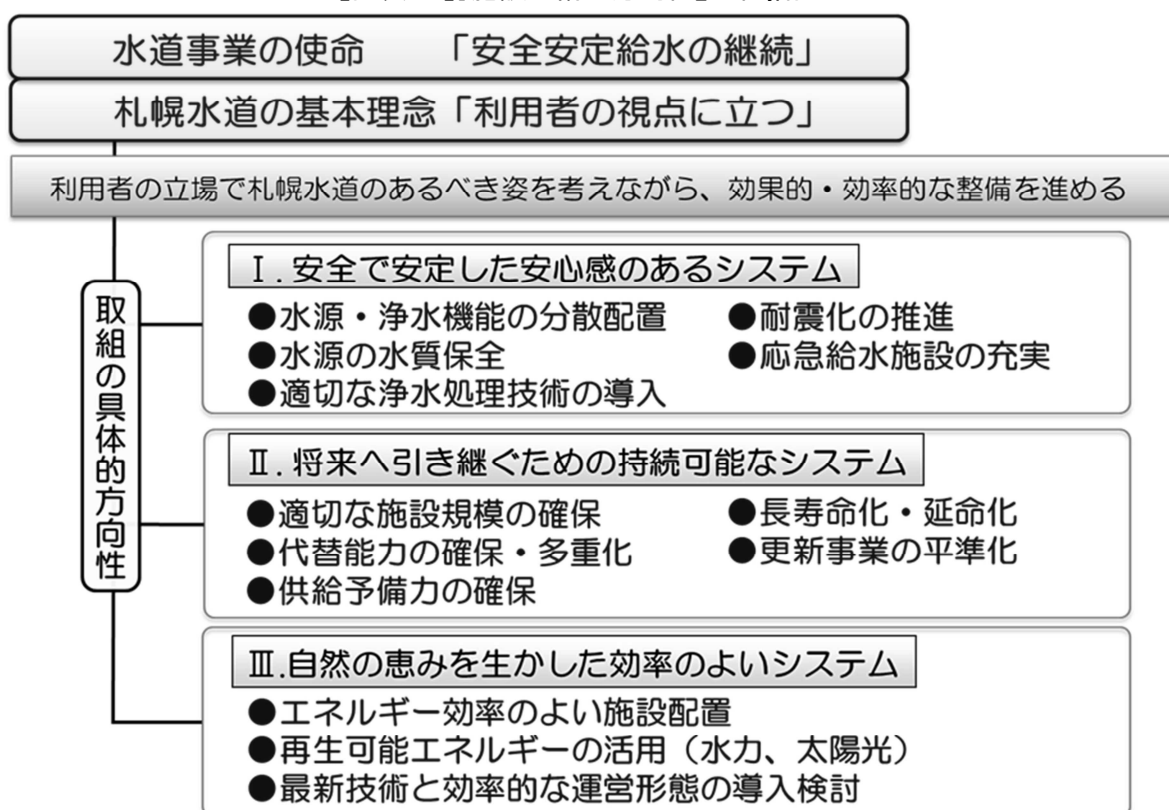 水道事業の使命　「安全安定給水の継続」
札幌水道の基本理念「利用者の視点に立つ」
利用者の立場で札幌水道のあるべき姿を考えながら、効果的・効率的な整備を進める
取組の具体的方向性
Ⅰ.安全で安定した安心感のあるシステム
●水源・浄水機能の分散配置
●水源の水質保全
●適切な浄水処理技術の導入
●耐震化の推進
●応急給水施設の充実
Ⅱ.将来へ引き継ぐための持続可能なシステム
●適切な施設規模の確保
●代替能力の確保・多重化
●供給予備力の確保
●長寿命化・延命化
●更新事業の平準化
Ⅲ.自然の恵みを生かした効率のよいシステム
●エネルギー効率のよい施設配置
●再生可能エネルギーの活用（水力、太陽光）
●最新技術と効率的な運営形態の導入検討